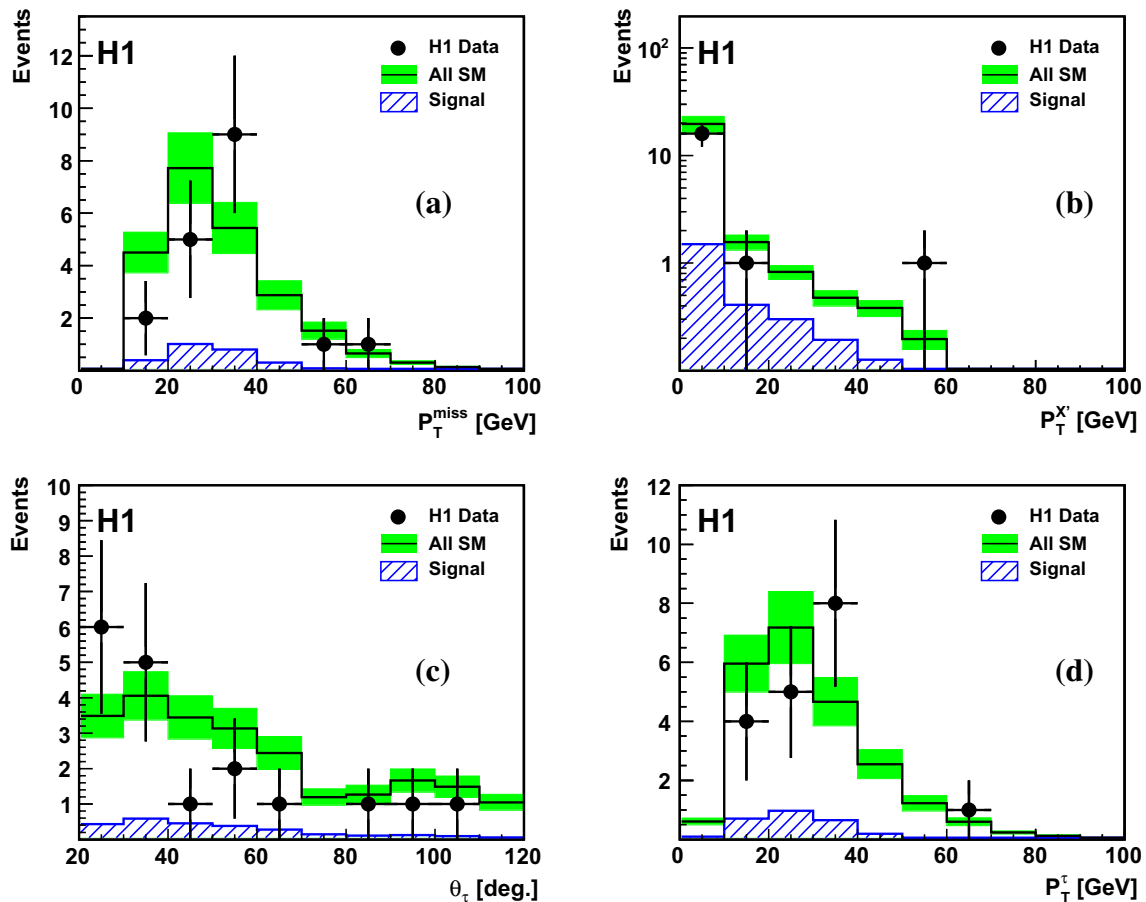 Events
H1
H1 Data
All SM
Signal
(a)
12
10
8
6
4
2
0 20 40 60 80 100
P_T^miss [GeV]
Events
H1
H1 Data
All SM
Signal
(b)
10²
10
1
0 20 40 60 80 100
P_T^X' [GeV]
Events
H1
H1 Data
All SM
Signal
(c)
10
9
8
7
6
5
4
3
2
1
20 40 60 80 100 120
θ_τ [deg.]
Events
H1
H1 Data
All SM
Signal
(d)
12
10
8
6
4
2
0 20 40 60 80 100
P_T^τ [GeV]